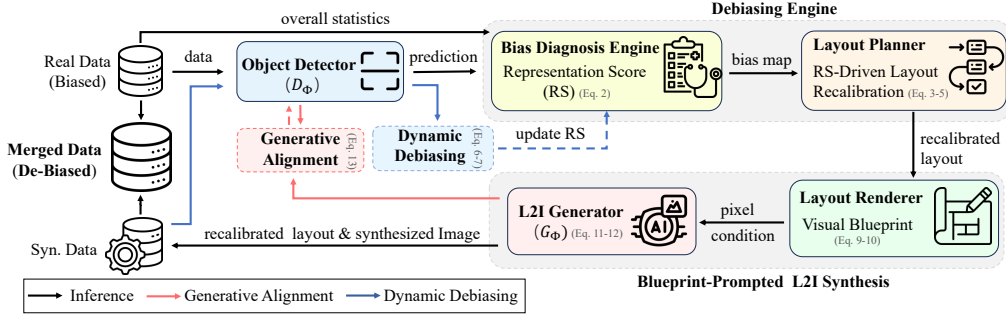 overall statistics
Debiasing Engine
Real Data
(Biased)
data
Object Detector
(D_Φ)
prediction
Bias Diagnosis Engine
Representation Score
(RS) (Eq. 2)
bias map
Layout Planner
RS-Driven Layout
Recalibration (Eq. 3-5)
Generative
Alignment
(Eq. 13)
Dynamic
Debiasing
(Eq. 6-7)
update RS
recalibrated
layout
Merged Data
(De-Biased)
L2I Generator
(G_Φ) (Eq. 11-12)
pixel
condition
Layout Renderer
Visual Blueprint
(Eq. 9-10)
AI
Syn. Data
recalibrated layout & synthesized Image
Blueprint-Prompted L2I Synthesis
Inference
Generative Alignment
Dynamic Debiasing